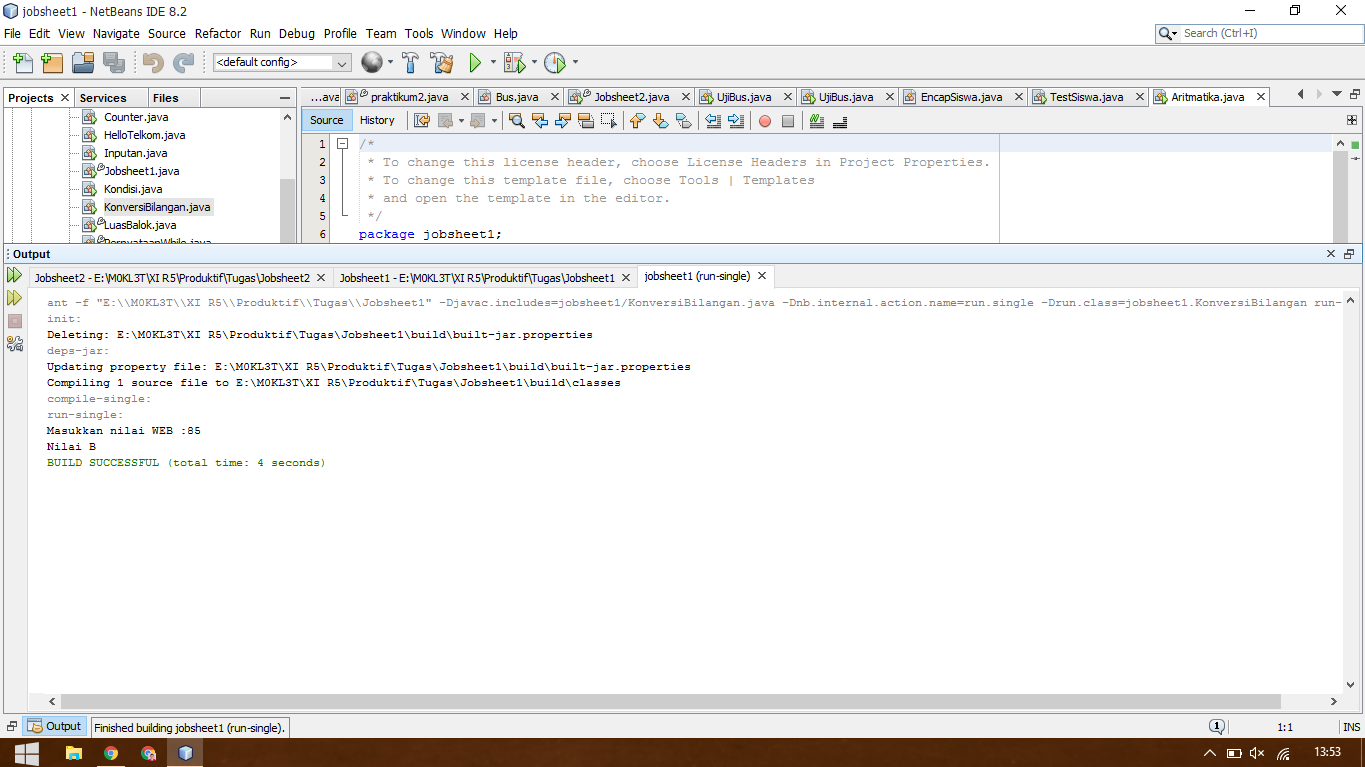 jobsheet1 - NetBeans IDE 8.2
File Edit View Navigate Source Refactor Run Debug Profile Team Tools Window Help
Search (Ctrl+I)
<default config>
Projects Services Files
...ava praktikum2.java Bus.java Jobsheet2.java UjiBus.java UjiBus.java EncapSiswa.java TestSiswa.java Aritmatika.java
Counter.java
HelloTelkom.java
Inputan.java
Jobsheet1.java
Kondisi.java
KonversiBilangan.java
LuasBalok.java
PernyataanWhile.java
Source History
1 /*
2 * To change this license header, choose License Headers in Project Properties.
3 * To change this template file, choose Tools | Templates
4 * and open the template in the editor.
5 */
6 package jobsheet1;
Output
Jobsheet2 - E:\M0KL3T\XI R5\Produktif\Tugas\Jobsheet2 Jobsheet1 - E:\M0KL3T\XI R5\Produktif\Tugas\Jobsheet1 jobsheet1 (run-single)
ant -f "E:\\M0KL3T\\XI R5\\Produktif\\Tugas\\Jobsheet1" -Djavac.includes=jobsheet1/KonversiBilangan.java -Dnb.internal.action.name=run.single -Drun.class=jobsheet1.KonversiBilangan run-
init:
Deleting: E:\M0KL3T\XI R5\Produktif\Tugas\Jobsheet1\build\built-jar.properties
deps-jar:
Updating property file: E:\M0KL3T\XI R5\Produktif\Tugas\Jobsheet1\build\built-jar.properties
Compiling 1 source file to E:\M0KL3T\XI R5\Produktif\Tugas\Jobsheet1\build\classes
compile-single:
run-single:
Masukkan nilai WEB :85
Nilai B
BUILD SUCCESSFUL (total time: 4 seconds)
Output Finished building jobsheet1 (run-single). 1 1:1 INS
13:53